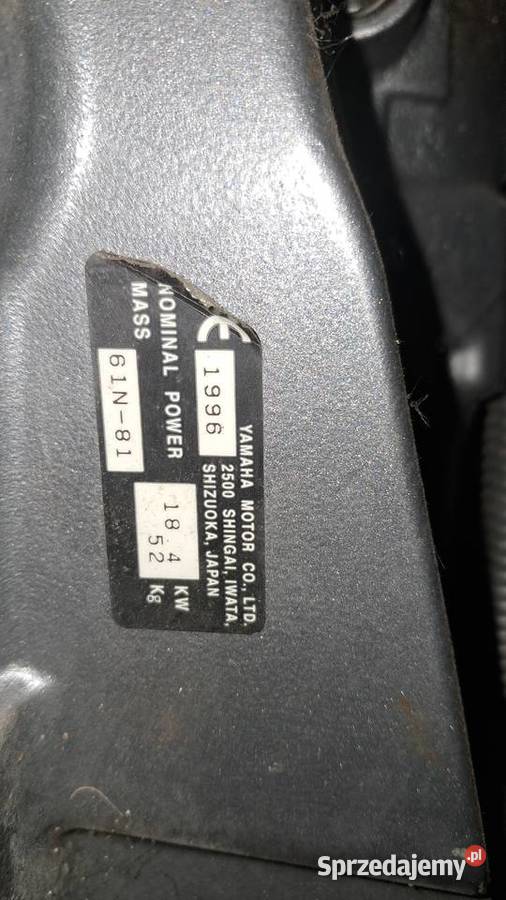 CE
1996
YAMAHA MOTOR CO., LTD.
2500 SHINGAI, IWATA,
SHIZUOKA, JAPAN
NOMINAL POWER 18.4 KW
MASS 52 Kg
61N-81
Sprzedajemy.pl